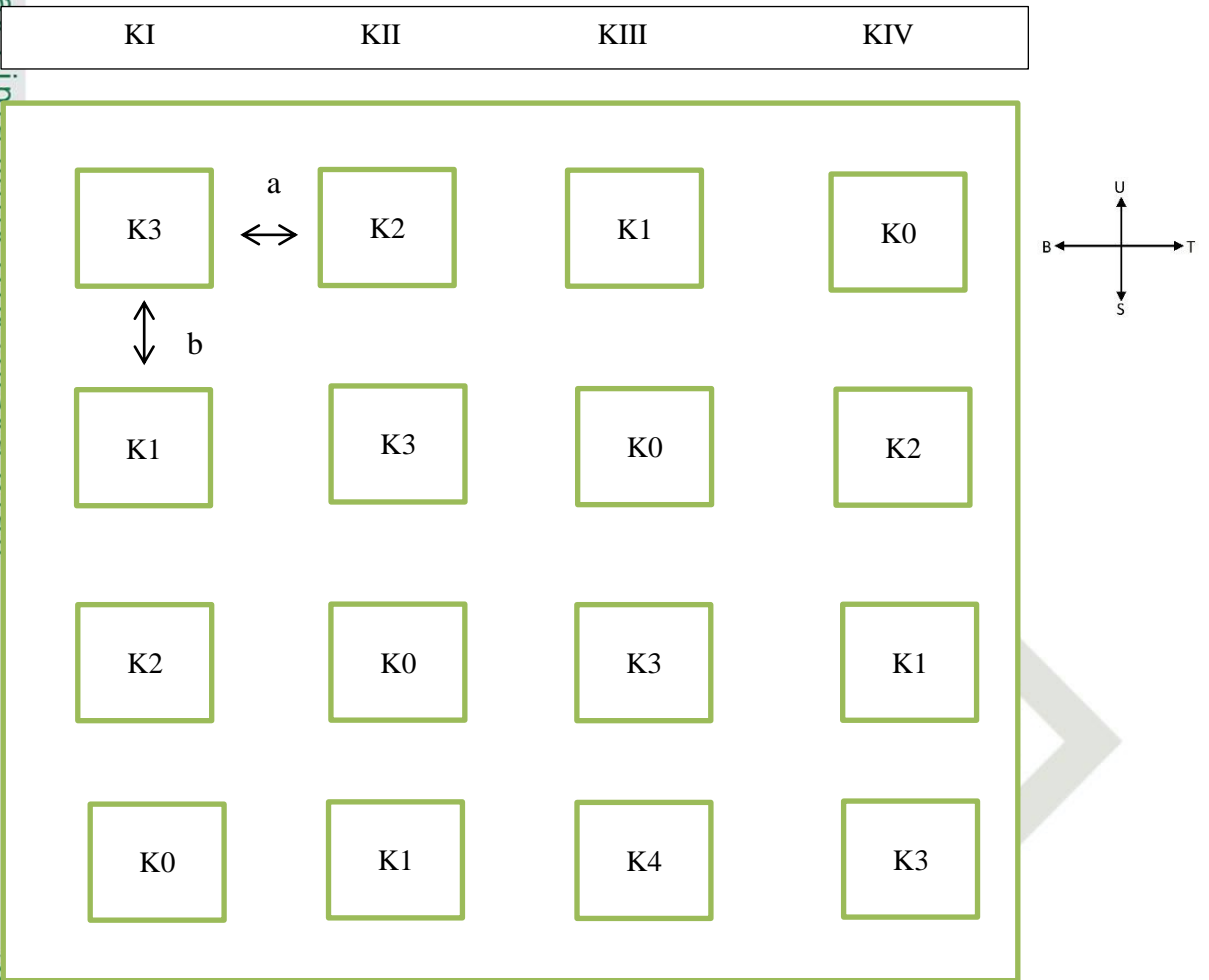 KI KII KIII KIV
K3 a K2 K1 K0
b
K1 K3 K0 K2
K2 K0 K3 K1
K0 K1 K4 K3
U
B T
S